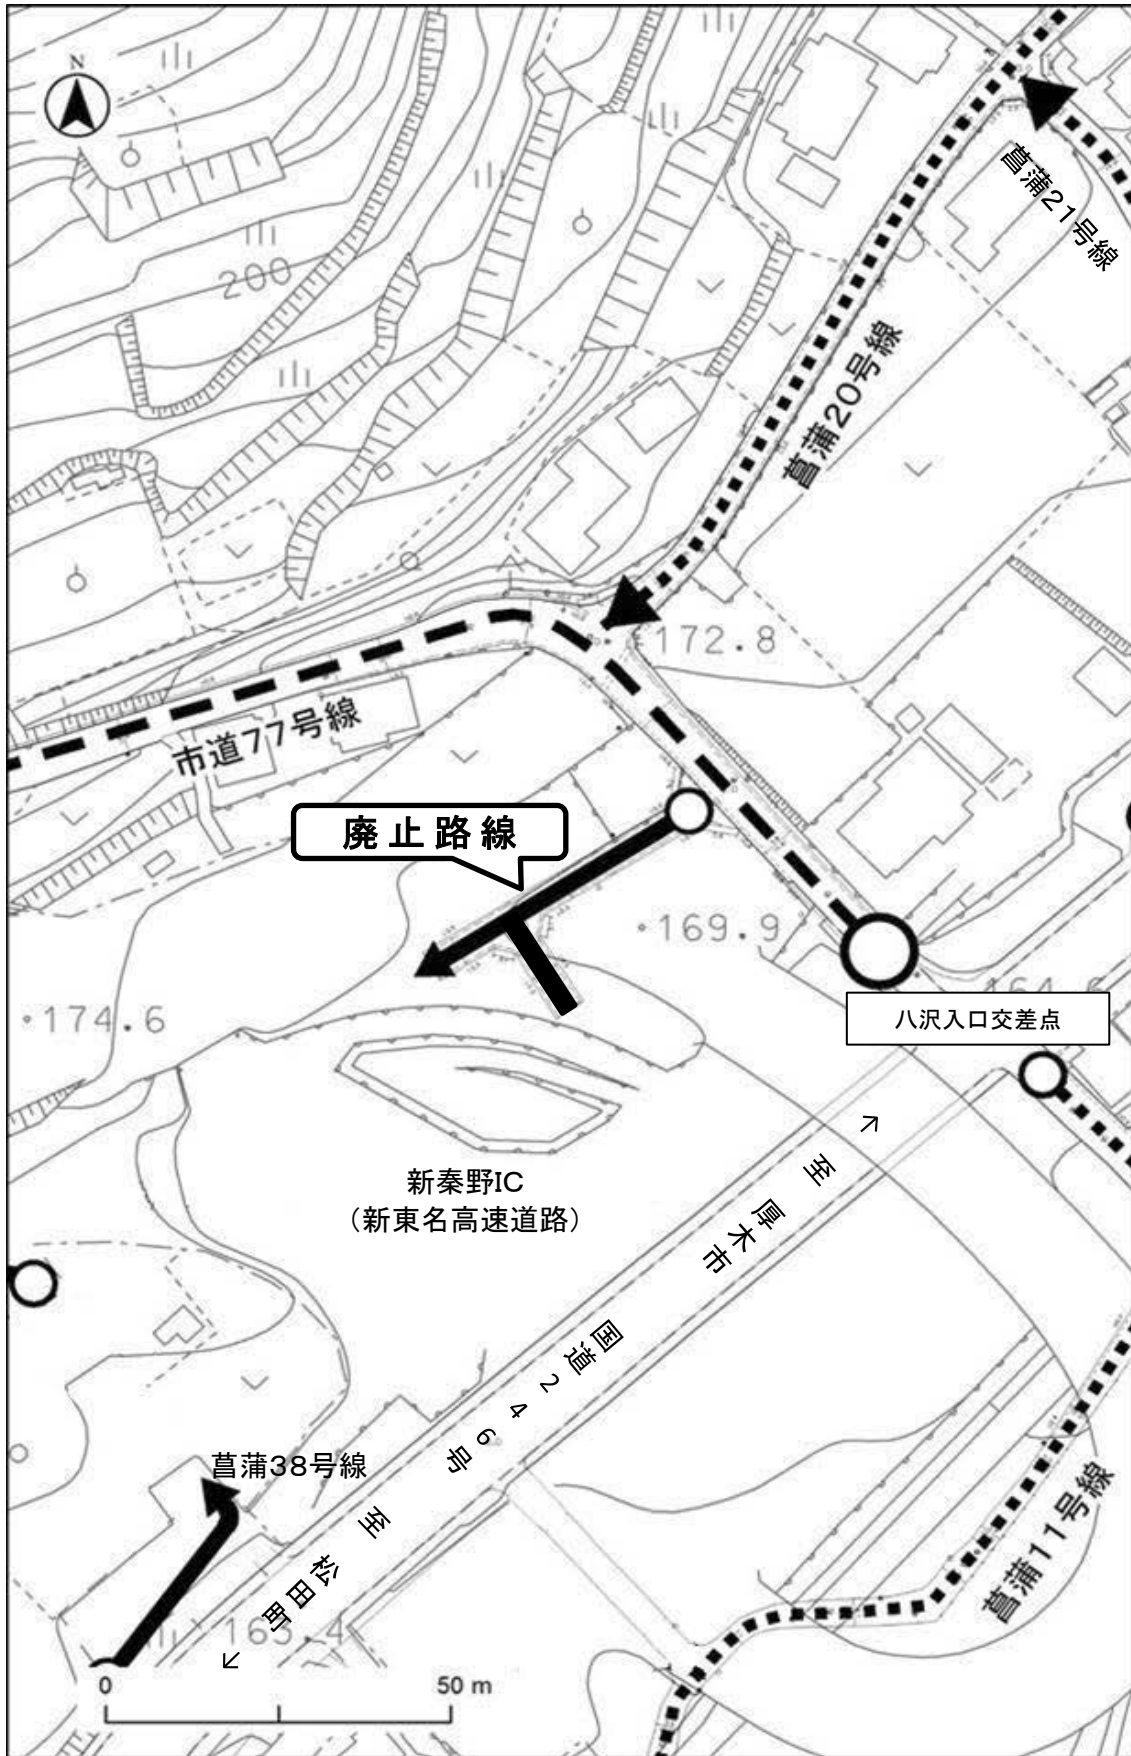 N
菖蒲21号線
200
菖蒲20号線
172.8
市道77号線
廃止路線
169.9
八沢入口交差点
174.6
新秦野IC
（新東名高速道路）
至
厚木市
国道246号
菖蒲38号線
至
松田町
菖蒲11号線
0
50 m